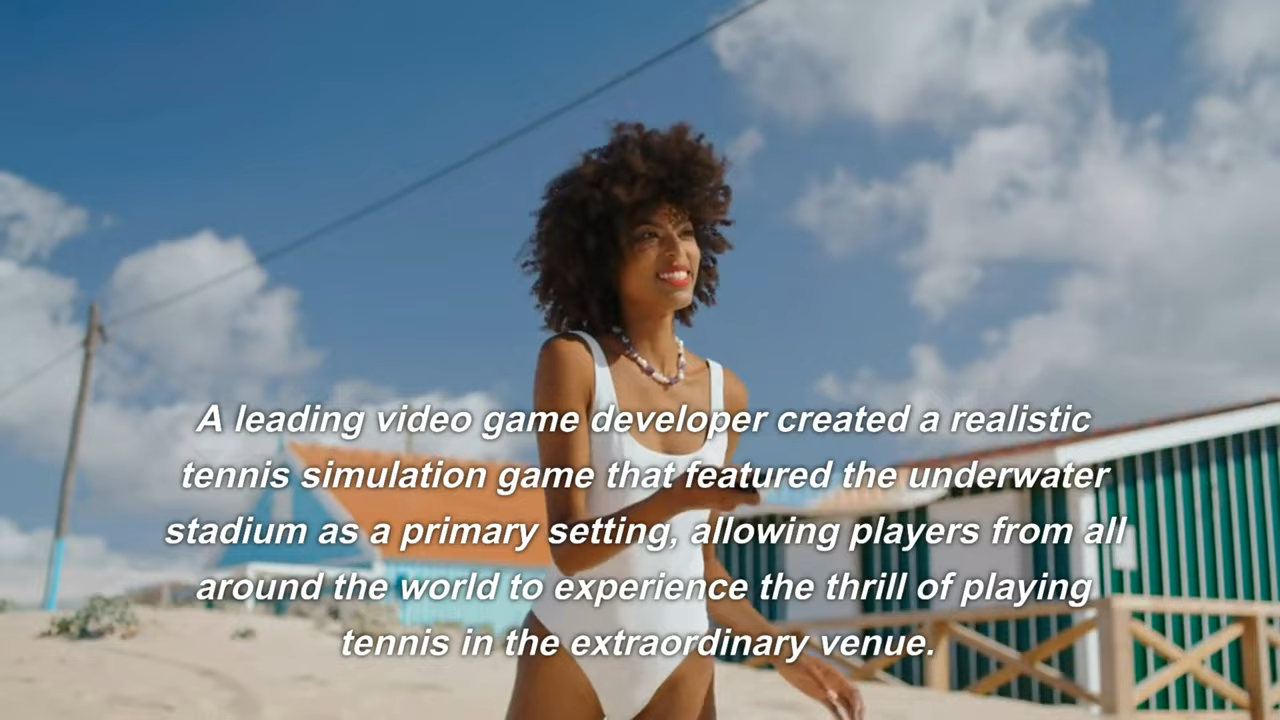 A leading video game developer created a realistic
tennis simulation game that featured the underwater
stadium as a primary setting, allowing players from all
around the world to experience the thrill of playing
tennis in the extraordinary venue.